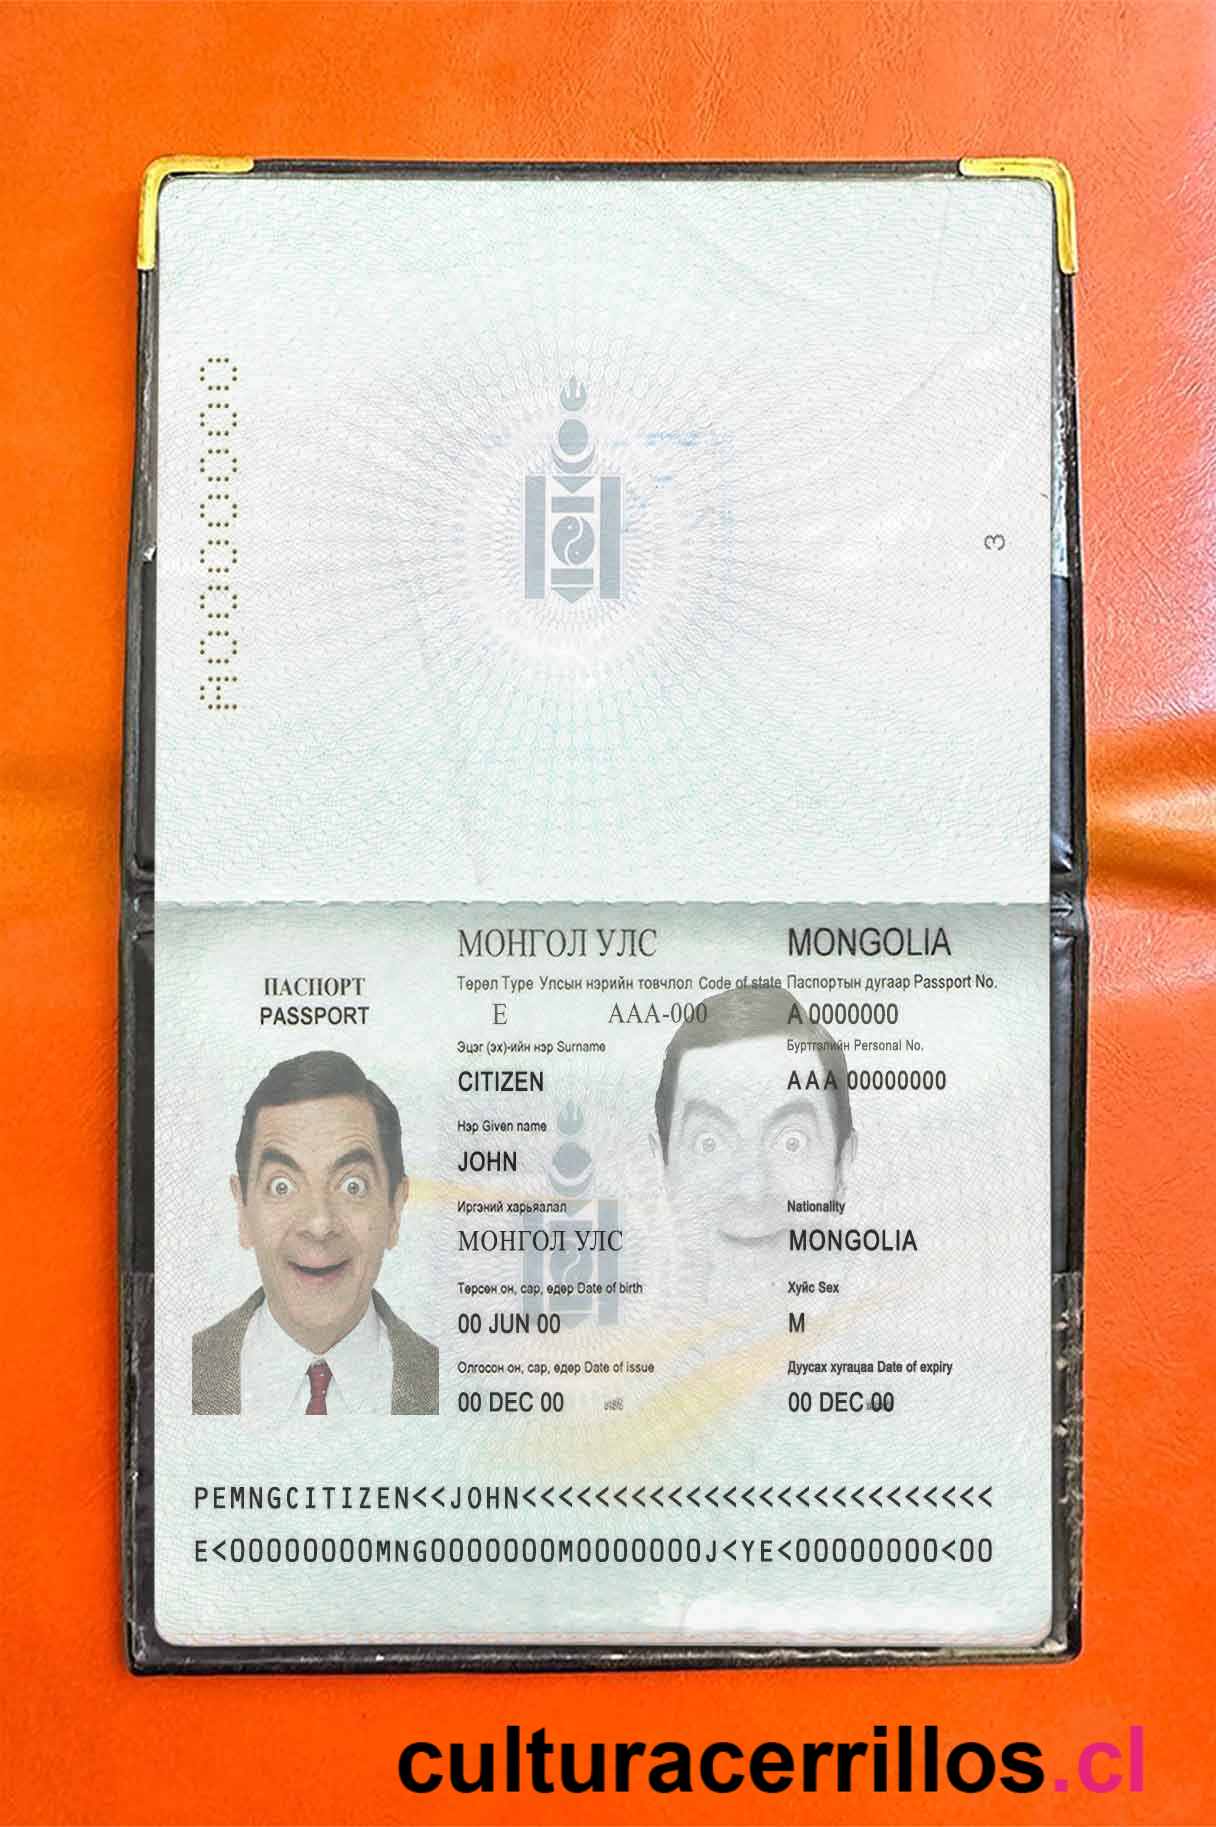 A0000000
3
МОНГОЛ УЛС MONGOLIA
ПАСПОРТ
PASSPORT
Төрөл Type Улсын нэрийн товчлол Code of state Паспортын дугаар Passport No.
E AAA-000 A 0000000
Эцэг (эх)-ийн нэр Surname Бүртгэлийн Personal No.
CITIZEN AAA 00000000
Нэр Given name
JOHN
Иргэний харьяалал Nationality
МОНГОЛ УЛС MONGOLIA
Төрсөн он, сар, өдөр Date of birth Хүйс Sex
00 JUN 00 M
Олгосон он, сар, өдөр Date of issue Дуусах хугацаа Date of expiry
00 DEC 00 00 DEC 00
PEMNGCITIZEN<<JOHN<<<<<<<<<<<<<<<<<<<<<<<<<<
E<00000000MNG0000000M0000000J<YE<00000000<00
culturacerrillos.cl